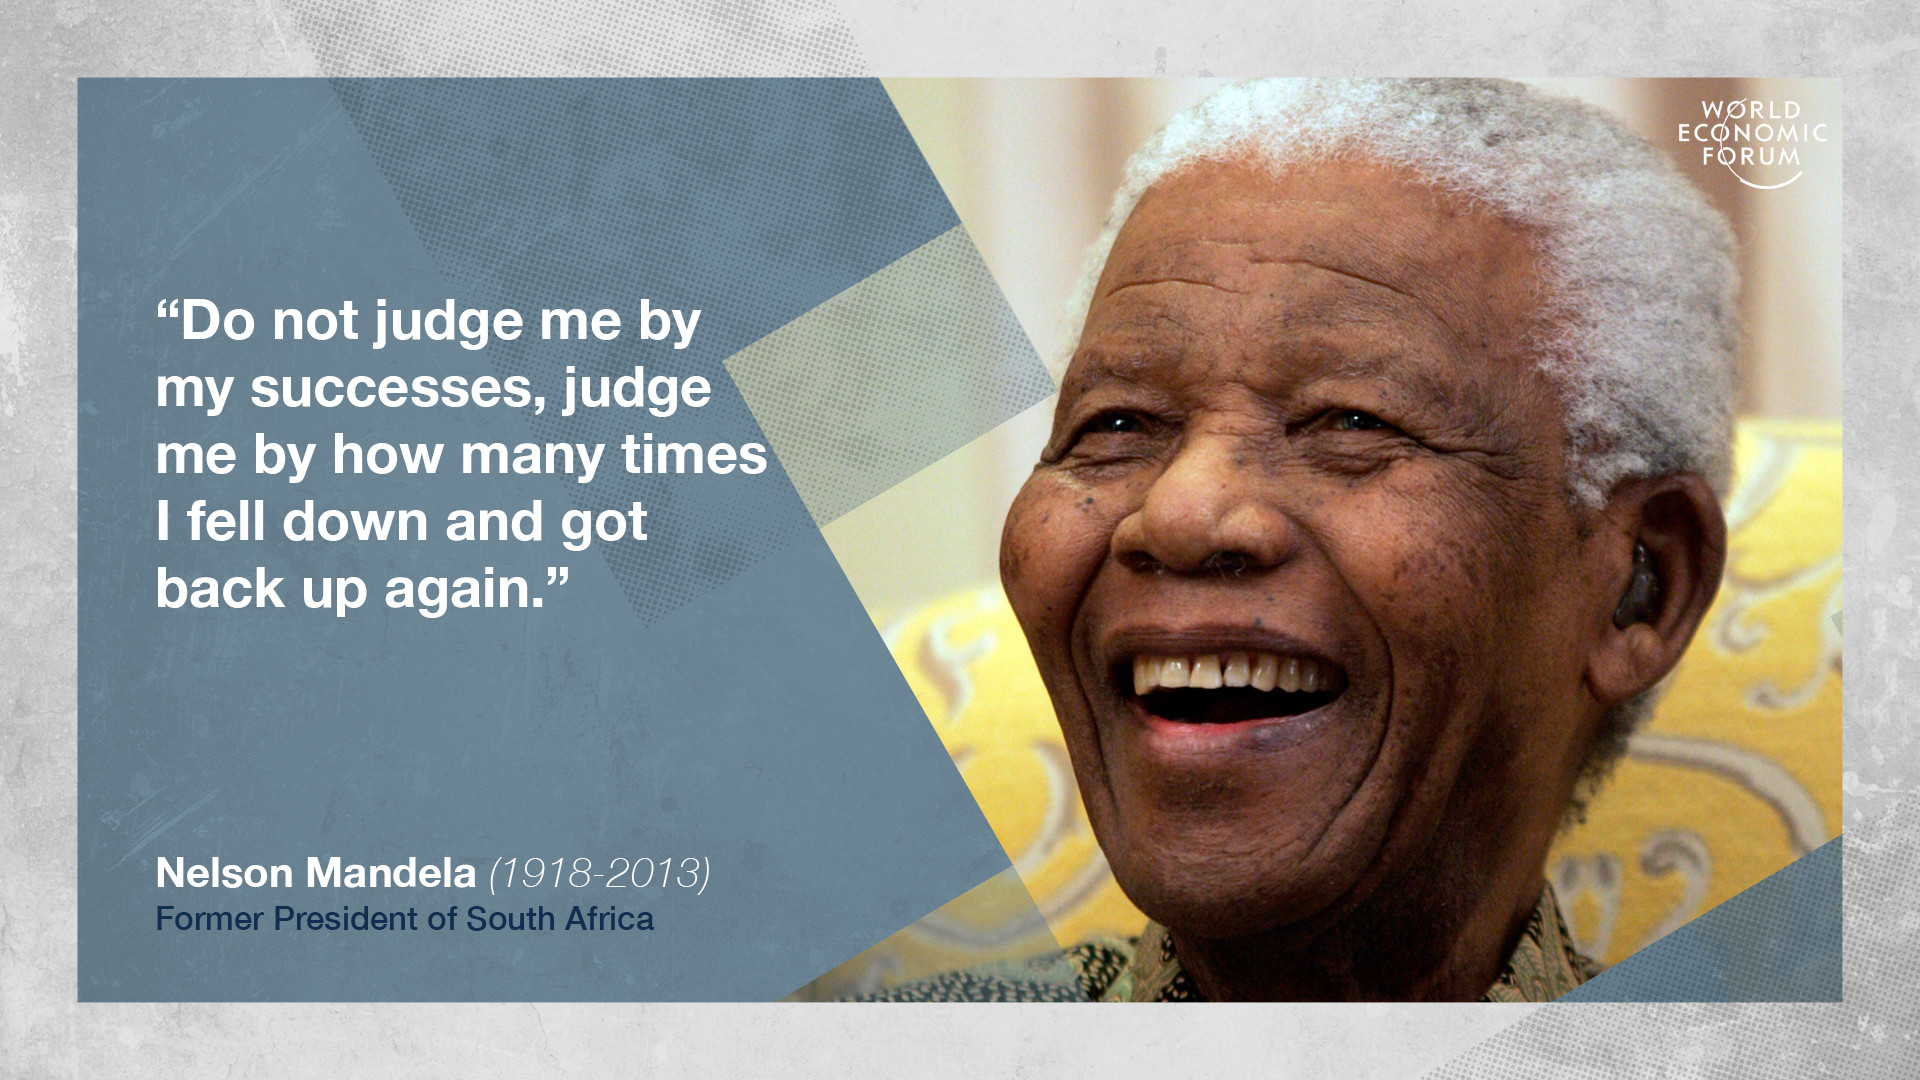 WORLD
ECONOMIC
FORUM
“Do not judge me by
my successes, judge
me by how many times
I fell down and got
back up again.”
Nelson Mandela (1918-2013)
Former President of South Africa